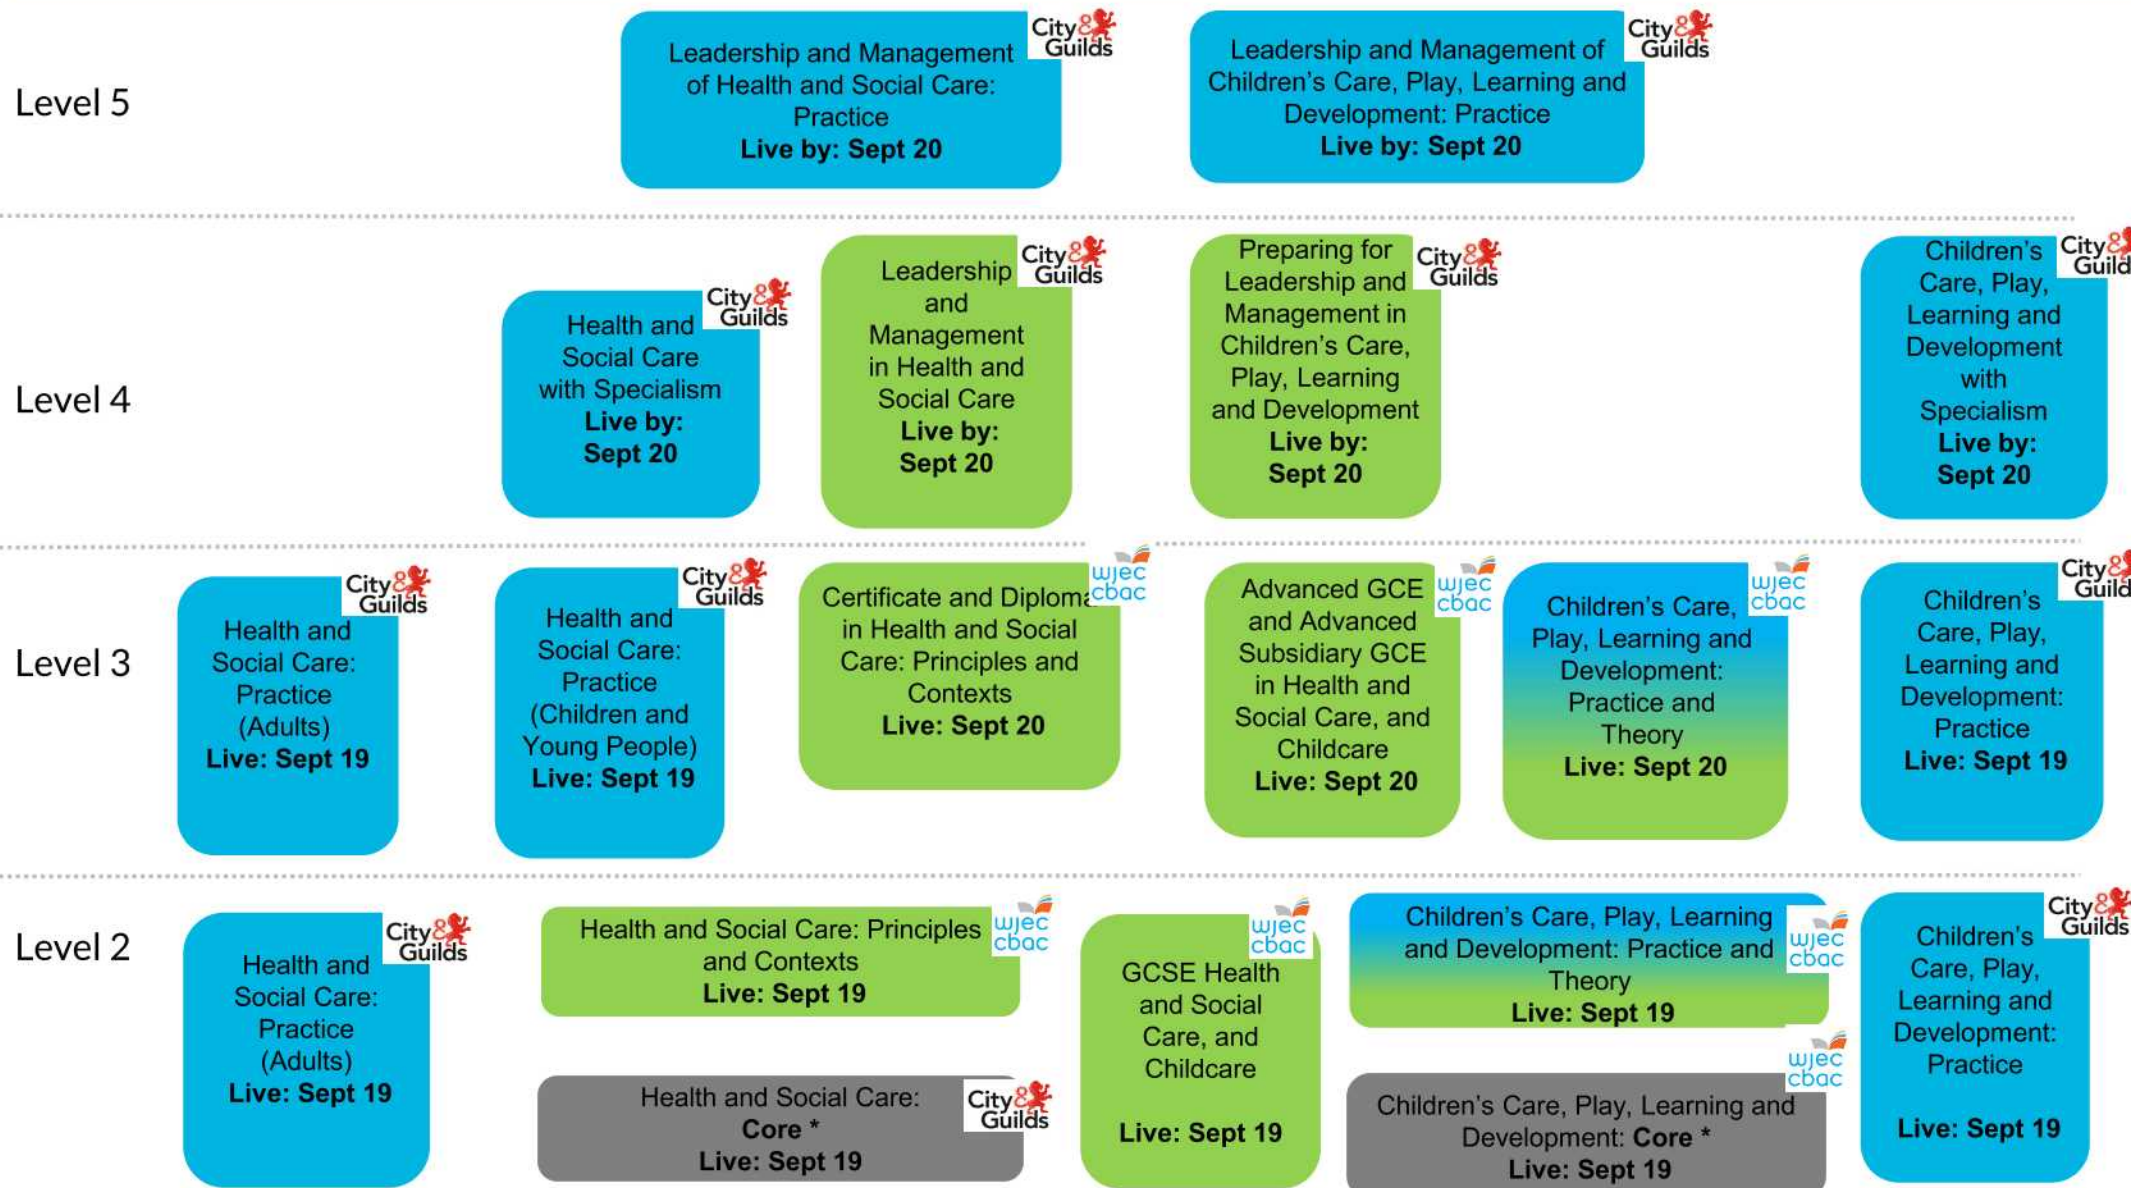 Level 5
Leadership and Management
of Health and Social Care:
Practice
Live by: Sept 20
City&
Guilds
Leadership and Management of
Children's Care, Play, Learning and
Development: Practice
Live by: Sept 20
City&
Guilds
Level 4
Health and
Social Care
with Specialism
Live by:
Sept 20
City&
Guilds
Leadership
and
Management
in Health and
Social Care
Live by:
Sept 20
City&
Guilds
Preparing for
Leadership and
Management in
Children's Care,
Play, Learning
and Development
Live by:
Sept 20
City&
Guilds
Children's
Care, Play,
Learning and
Development
with
Specialism
Live by:
Sept 20
City&
Guild
Level 3
Health and
Social Care:
Practice
(Adults)
Live: Sept 19
City&
Guilds
Health and
Social Care:
Practice
(Children and
Young People)
Live: Sept 19
City&
Guilds
Certificate and Diploma
in Health and Social
Care: Principles and
Contexts
Live: Sept 20
wjec
cbac
Advanced GCE
and Advanced
Subsidiary GCE
in Health and
Social Care, and
Childcare
Live: Sept 20
wjec
cbac
Children's Care,
Play, Learning and
Development:
Practice and
Theory
Live: Sept 20
wjec
cbac
Children's
Care, Play,
Learning and
Development:
Practice
Live: Sept 19
City&
Guild
Level 2
Health and
Social Care:
Practice
(Adults)
Live: Sept 19
City&
Guilds
Health and Social Care: Principles
and Contexts
Live: Sept 19
wjec
cbac
Health and Social Care:
Core *
Live: Sept 19
City&
Guilds
GCSE Health
and Social
Care, and
Childcare
Live: Sept 19
wjec
cbac
Children's Care, Play, Learning
and Development: Practice and
Theory
Live: Sept 19
wjec
cbac
Children's Care, Play, Learning and
Development: Core *
Live: Sept 19
wjec
cbac
Children's
Care, Play,
Learning and
Development:
Practice
Live: Sept 19
City&
Guilds